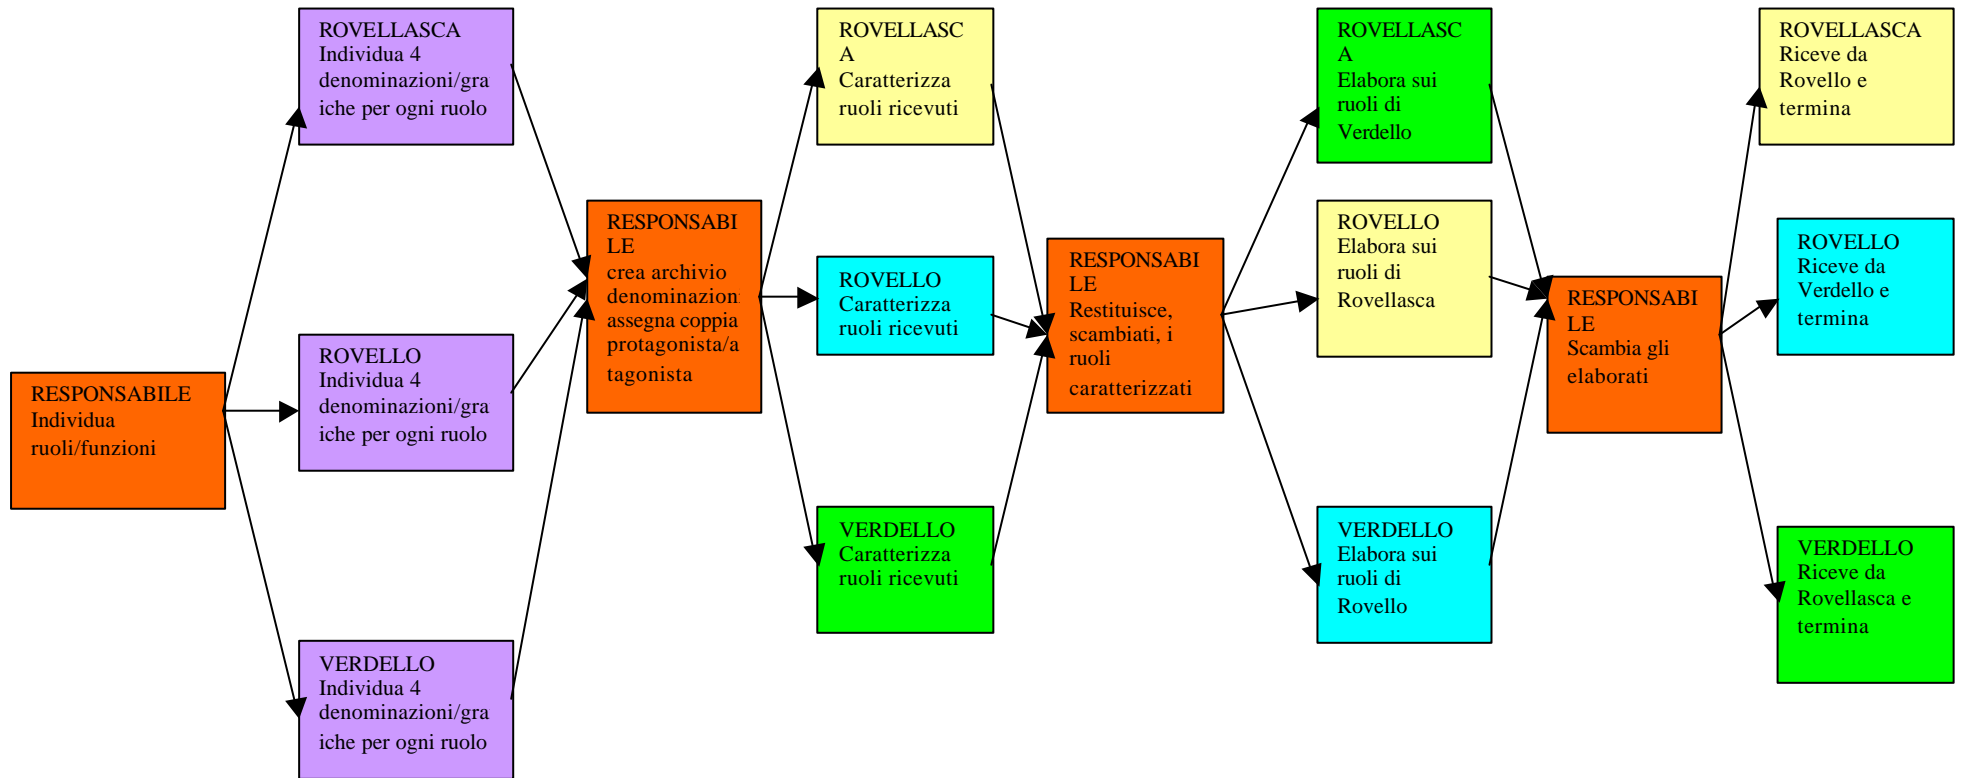 RESPONSABILE
Individua
ruoli/funzioni
ROVELLASCA
Individua 4
denominazioni/gra
iche per ogni ruolo
ROVELLO
Individua 4
denominazioni/gra
iche per ogni ruolo
VERDELLO
Individua 4
denominazioni/gra
iche per ogni ruolo
RESPONSABI
LE
crea archivio
denominazioni
assegna coppia
protagonista/a
tagonista
ROVELLASC
A
Caratterizza
ruoli ricevuti
ROVELLO
Caratterizza
ruoli ricevuti
VERDELLO
Caratterizza
ruoli ricevuti
RESPONSABI
LE
Restituisce,
scambiati, i
ruoli
caratterizzati
ROVELLASC
A
Elabora sui
ruoli di
Verdello
ROVELLO
Elabora sui
ruoli di
Rovellasca
VERDELLO
Elabora sui
ruoli di
Rovello
RESPONSABI
LE
Scambia gli
elaborati
ROVELLASCA
Riceve da
Rovello e
termina
ROVELLO
Riceve da
Verdello e
termina
VERDELLO
Riceve da
Rovellasca e
termina